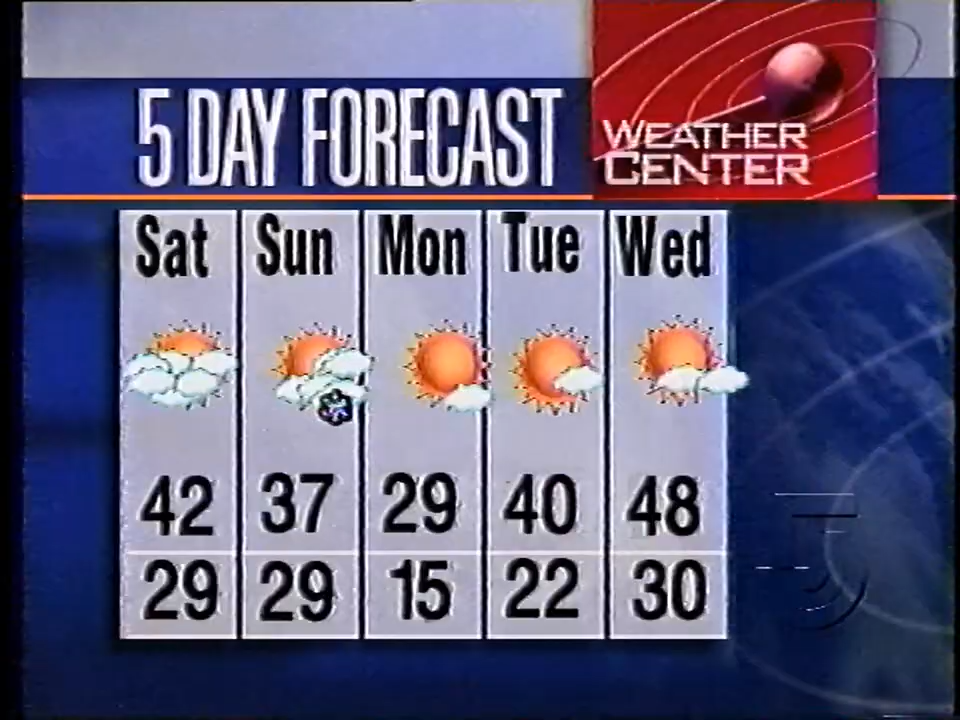 5 DAY FORECAST
WEATHER
CENTER
Sat Sun Mon Tue Wed
42 37 29 40 48
29 29 15 22 30